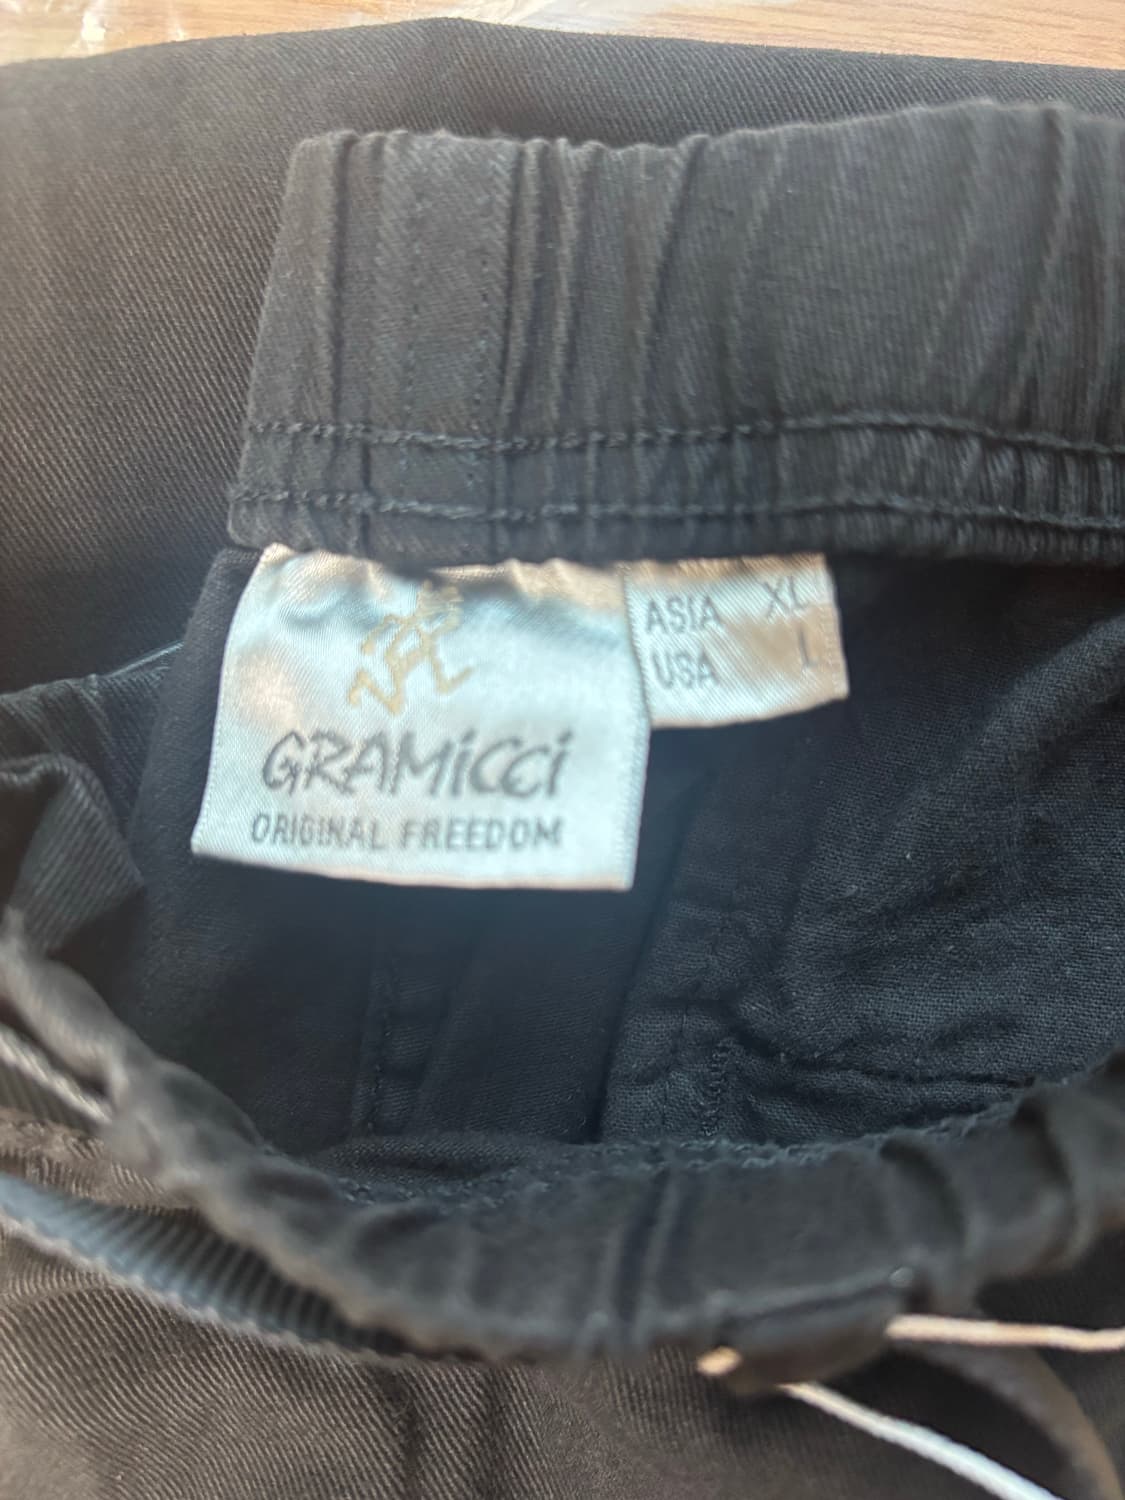 GRAMiCCi
ORIGINAL FREEDOM
ASIA XL
USA L